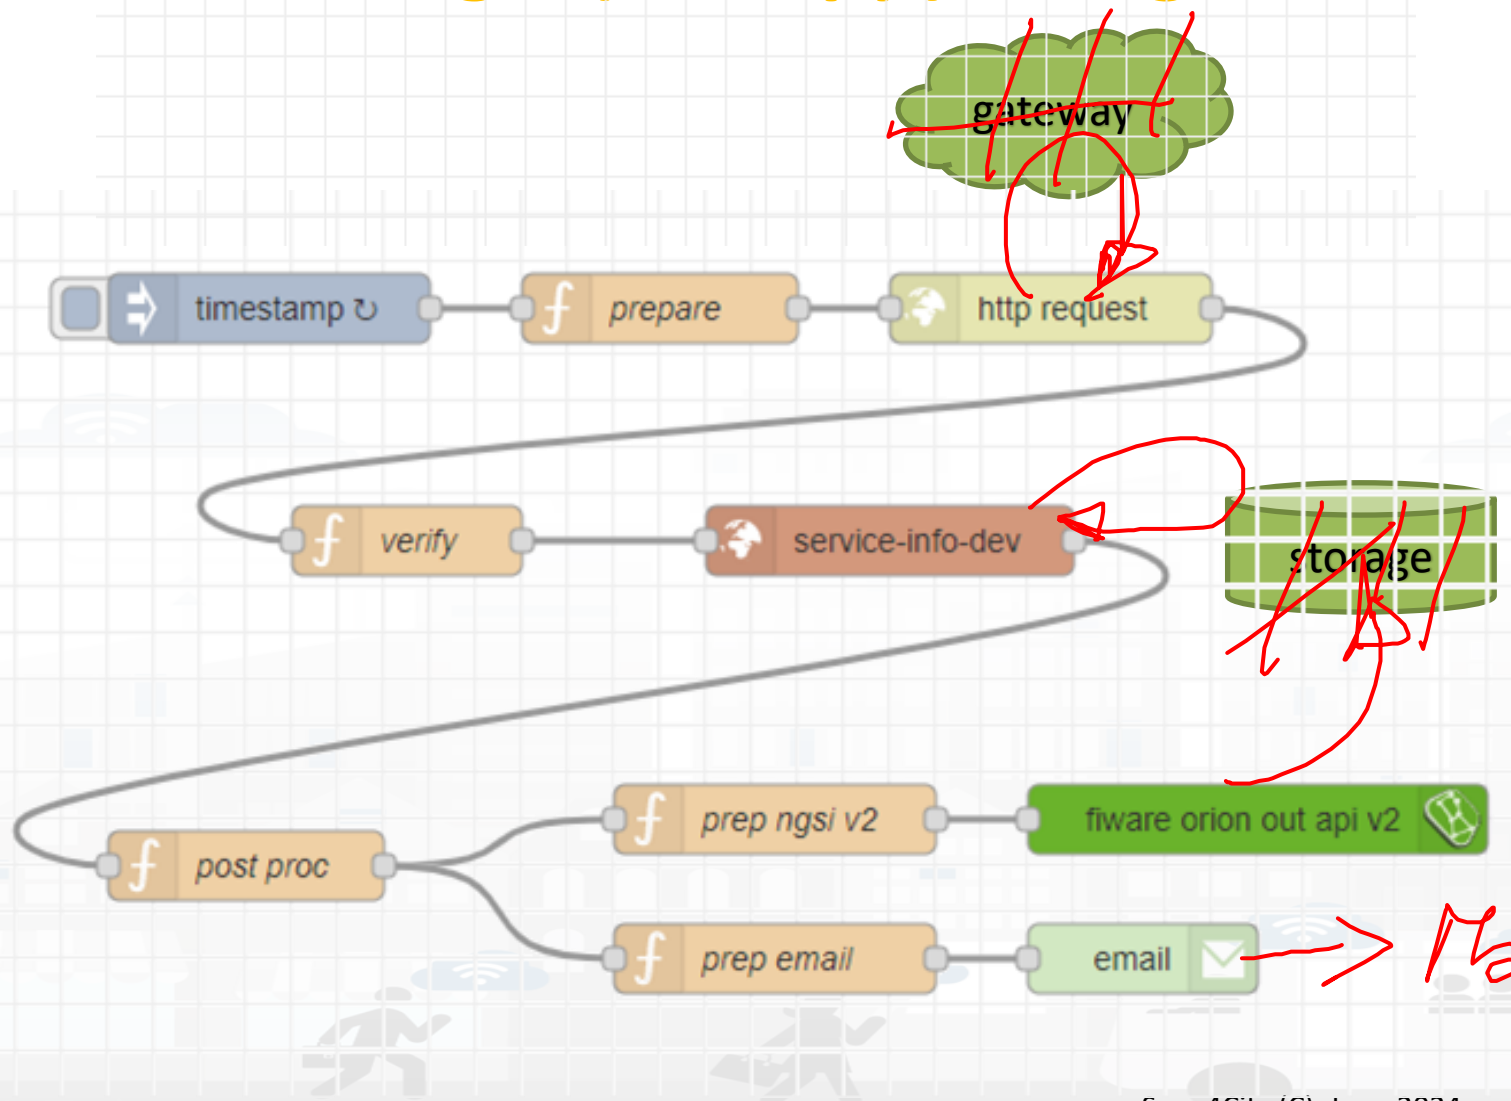 gateway
timestamp ↻ prepare http request
verify service-info-dev
storage
prep ngsi v2 fiware orion out api v2
post proc
prep email email